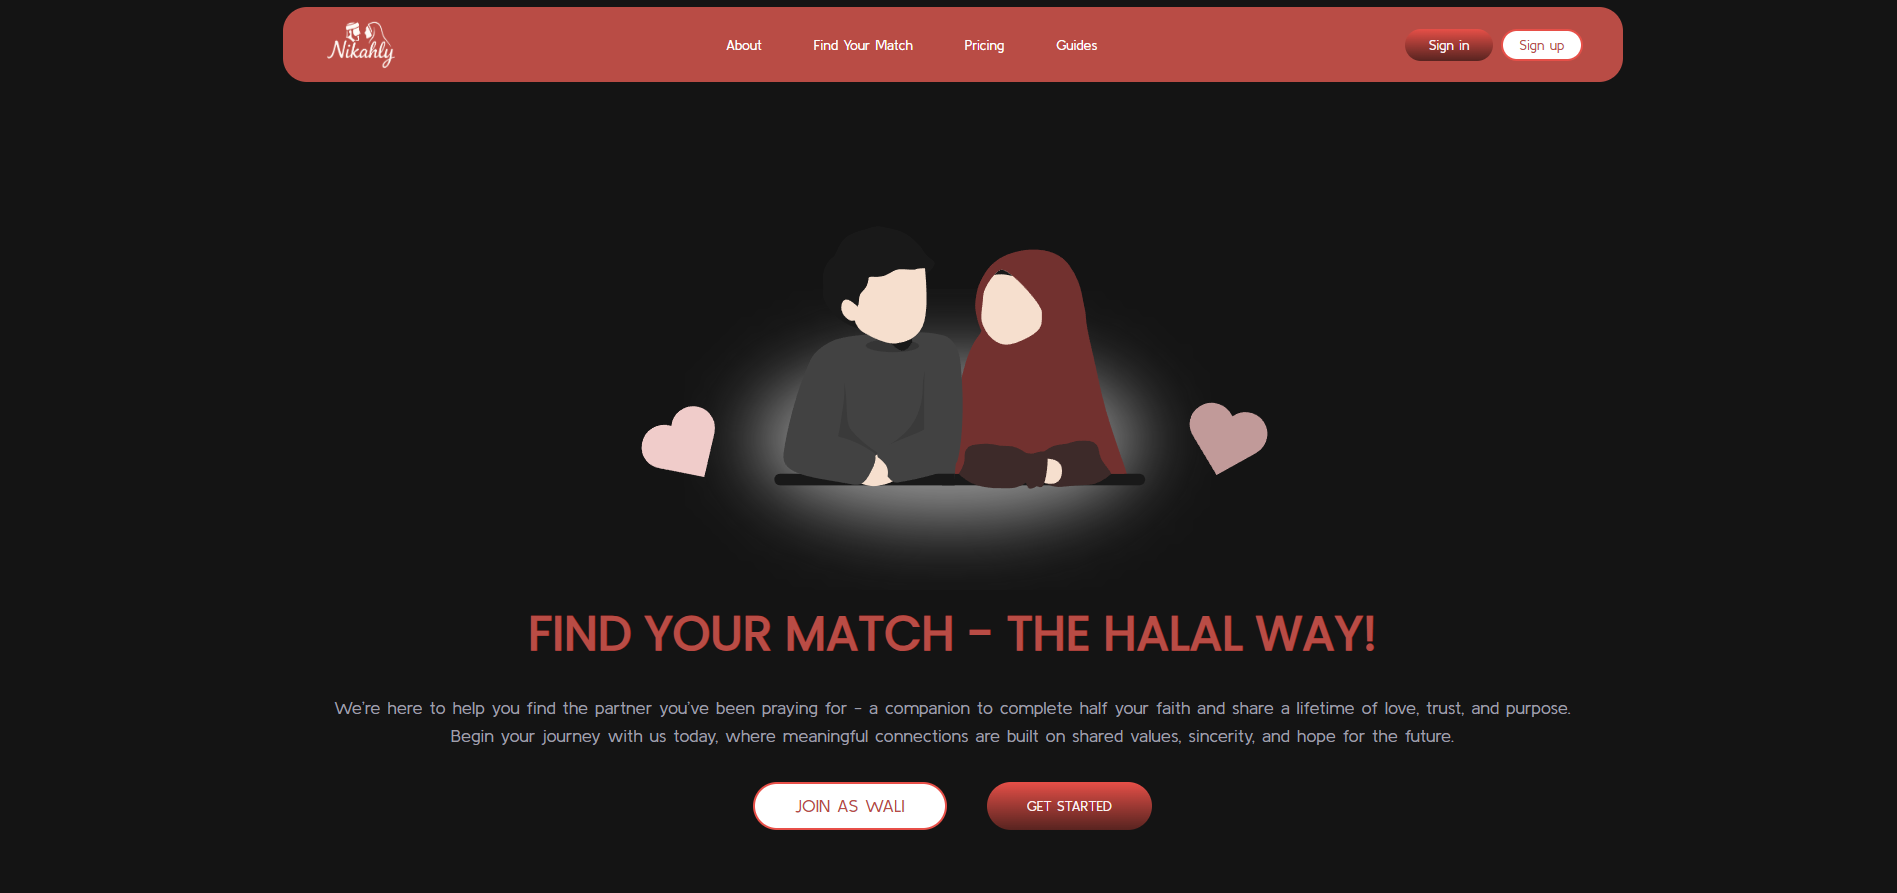 Nikahly
About
Find Your Match
Pricing
Guides
Sign in
Sign up
FIND YOUR MATCH - THE HALAL WAY!
We're here to help you find the partner you've been praying for - a companion to complete half your faith and share a lifetime of love, trust, and purpose.
Begin your journey with us today, where meaningful connections are built on shared values, sincerity, and hope for the future.
JOIN AS WALI
GET STARTED